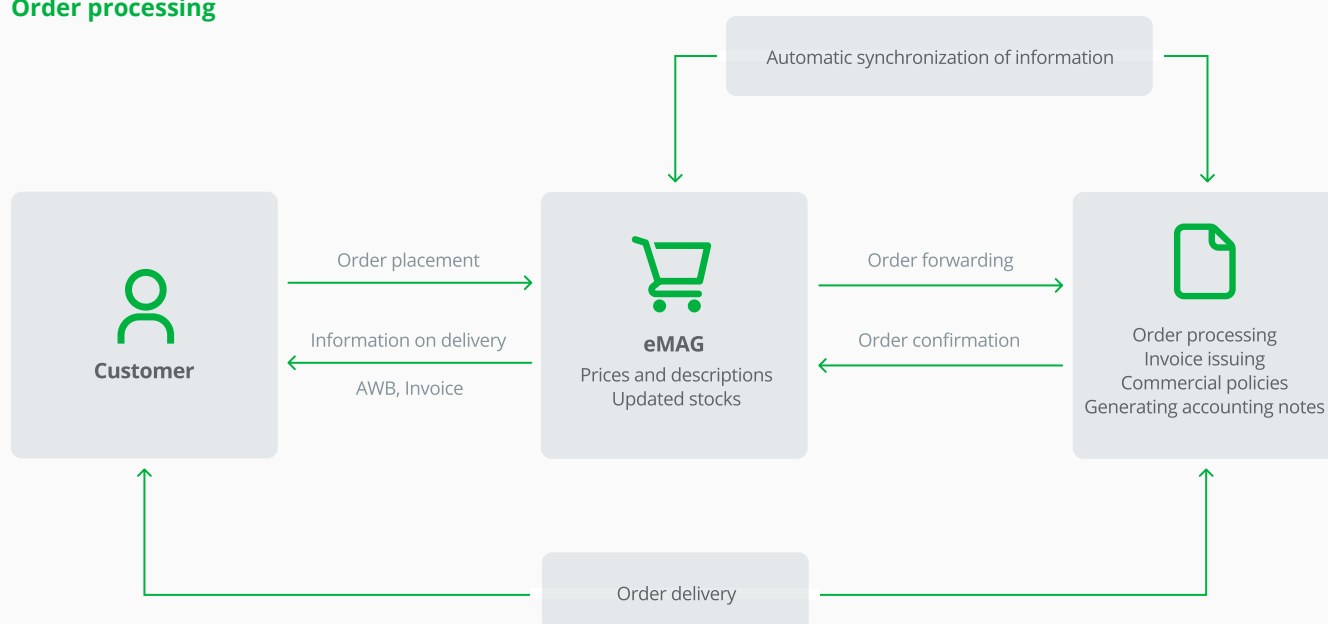 Order processing
Automatic synchronization of information
Order placement
Information on delivery
AWB, Invoice
Customer
eMAG
Prices and descriptions
Updated stocks
Order forwarding
Order confirmation
Order processing
Invoice issuing
Commercial policies
Generating accounting notes
Order delivery